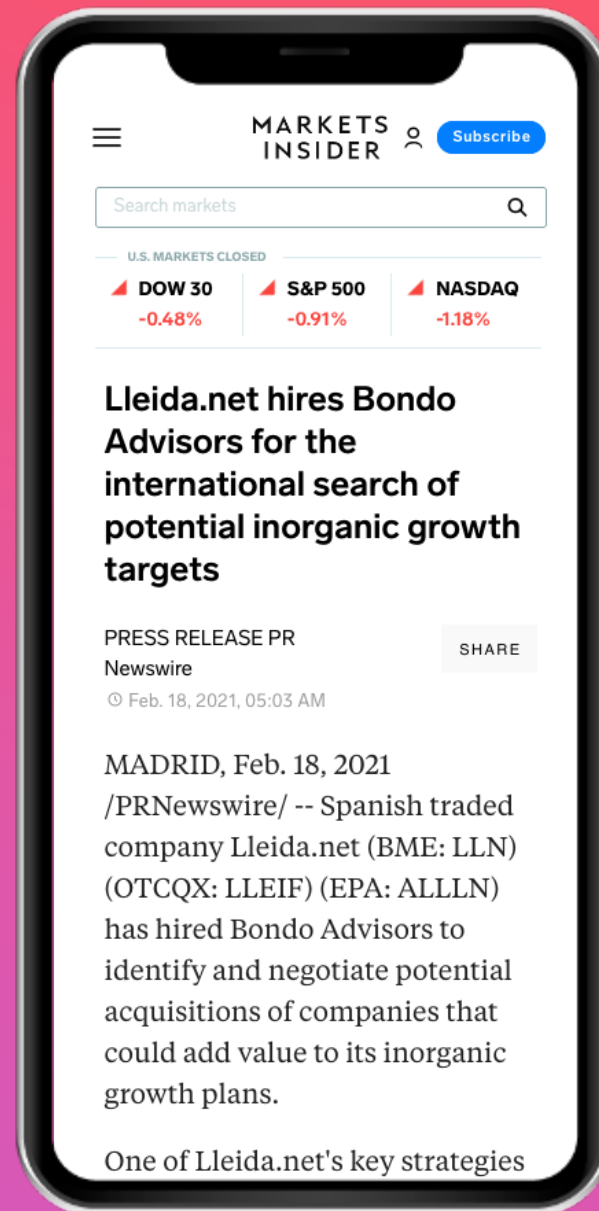 MARKETS
INSIDER
Subscribe
Search markets
U.S. MARKETS CLOSED
DOW 30
-0.48%
S&P 500
-0.91%
NASDAQ
-1.18%
Lleida.net hires Bondo
Advisors for the
international search of
potential inorganic growth
targets
PRESS RELEASE PR
Newswire
SHARE
Feb. 18, 2021, 05:03 AM
MADRID, Feb. 18, 2021
/PRNewswire/ -- Spanish traded
company Lleida.net (BME: LLN)
(OTCQX: LLEIF) (EPA: ALLLN)
has hired Bondo Advisors to
identify and negotiate potential
acquisitions of companies that
could add value to its inorganic
growth plans.
One of Lleida.net's key strategies